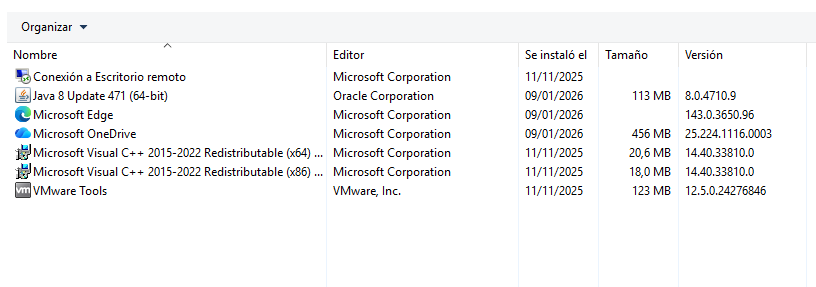 Organizar
Nombre Editor Se instaló el Tamaño Versión
Conexión a Escritorio remoto Microsoft Corporation 11/11/2025
Java 8 Update 471 (64-bit) Oracle Corporation 09/01/2026 113 MB 8.0.4710.9
Microsoft Edge Microsoft Corporation 09/01/2026 143.0.3650.96
Microsoft OneDrive Microsoft Corporation 09/01/2026 456 MB 25.224.1116.0003
Microsoft Visual C++ 2015-2022 Redistributable (x64) ... Microsoft Corporation 11/11/2025 20,6 MB 14.40.33810.0
Microsoft Visual C++ 2015-2022 Redistributable (x86) ... Microsoft Corporation 11/11/2025 18,0 MB 14.40.33810.0
vm VMware Tools VMware, Inc. 11/11/2025 123 MB 12.5.0.24276846